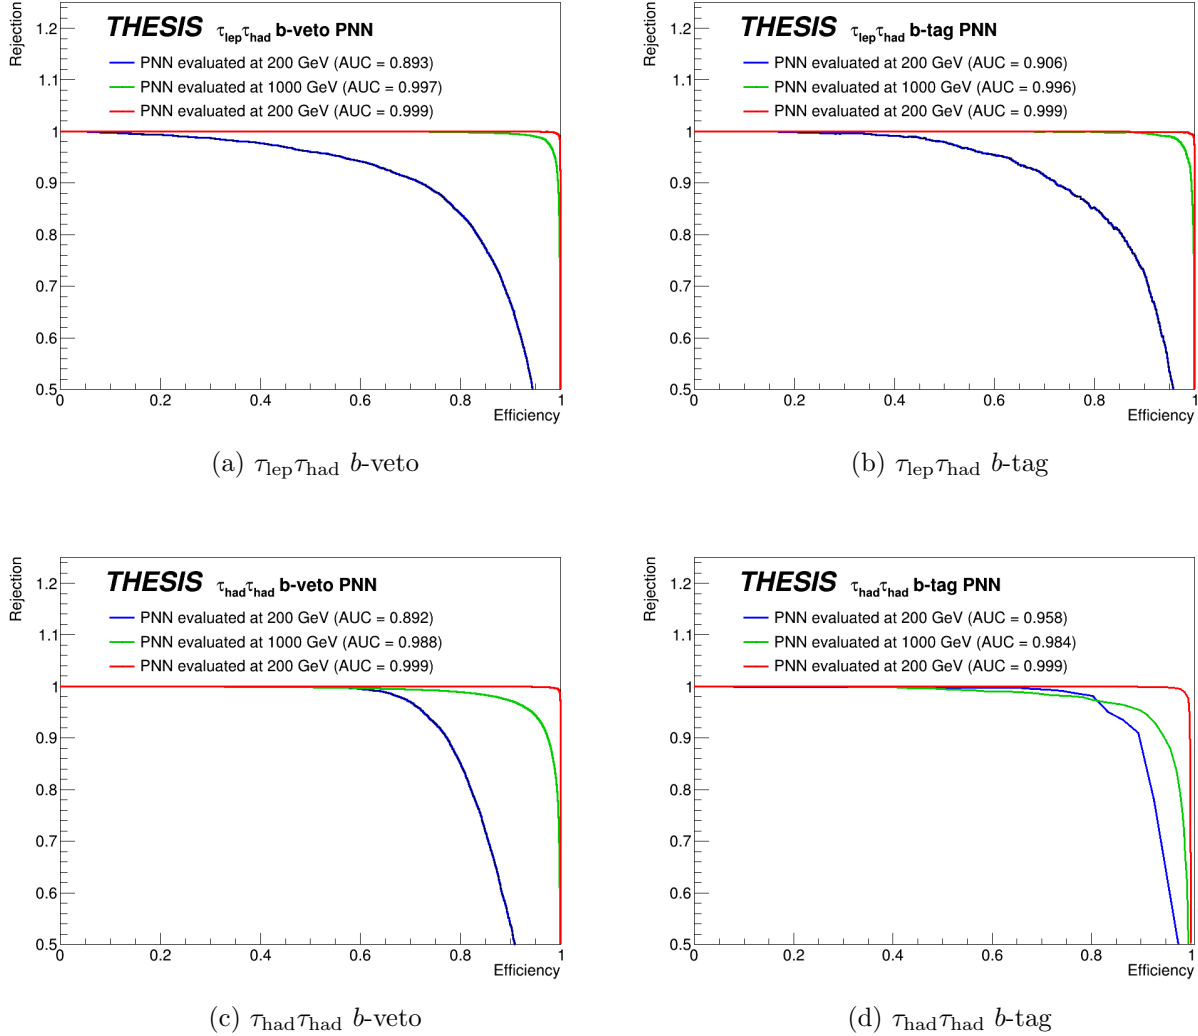 THESIS τlepτhad b-veto PNN
PNN evaluated at 200 GeV (AUC = 0.893)
PNN evaluated at 1000 GeV (AUC = 0.997)
PNN evaluated at 200 GeV (AUC = 0.999)
Rejection
1.2
1.1
1
0.9
0.8
0.7
0.6
0.5
0 0.2 0.4 0.6 0.8 1
Efficiency
(a) τlepτhad b-veto
THESIS τlepτhad b-tag PNN
PNN evaluated at 200 GeV (AUC = 0.906)
PNN evaluated at 1000 GeV (AUC = 0.996)
PNN evaluated at 200 GeV (AUC = 0.999)
Rejection
1.2
1.1
1
0.9
0.8
0.7
0.6
0.5
0 0.2 0.4 0.6 0.8 1
Efficiency
(b) τlepτhad b-tag
THESIS τhadτhad b-veto PNN
PNN evaluated at 200 GeV (AUC = 0.892)
PNN evaluated at 1000 GeV (AUC = 0.988)
PNN evaluated at 200 GeV (AUC = 0.999)
Rejection
1.2
1.1
1
0.9
0.8
0.7
0.6
0.5
0 0.2 0.4 0.6 0.8 1
Efficiency
(c) τhadτhad b-veto
THESIS τhadτhad b-tag PNN
PNN evaluated at 200 GeV (AUC = 0.958)
PNN evaluated at 1000 GeV (AUC = 0.984)
PNN evaluated at 200 GeV (AUC = 0.999)
Rejection
1.2
1.1
1
0.9
0.8
0.7
0.6
0.5
0 0.2 0.4 0.6 0.8 1
Efficiency
(d) τhadτhad b-tag